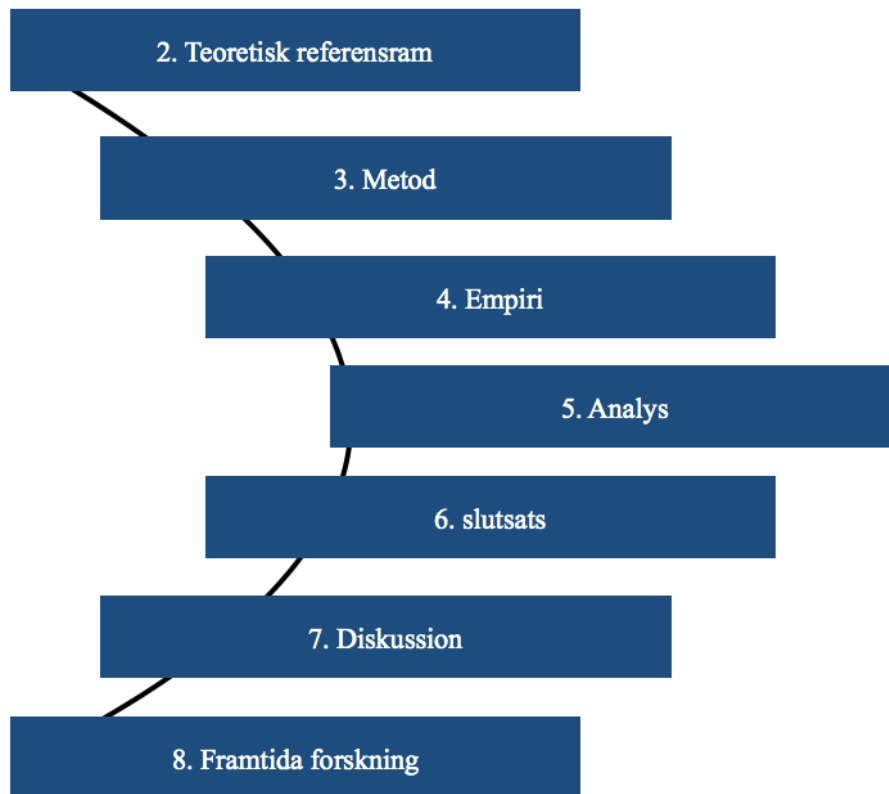 2. Teoretisk referensram
3. Metod
4. Empiri
5. Analys
6. slutsats
7. Diskussion
8. Framtida forskning